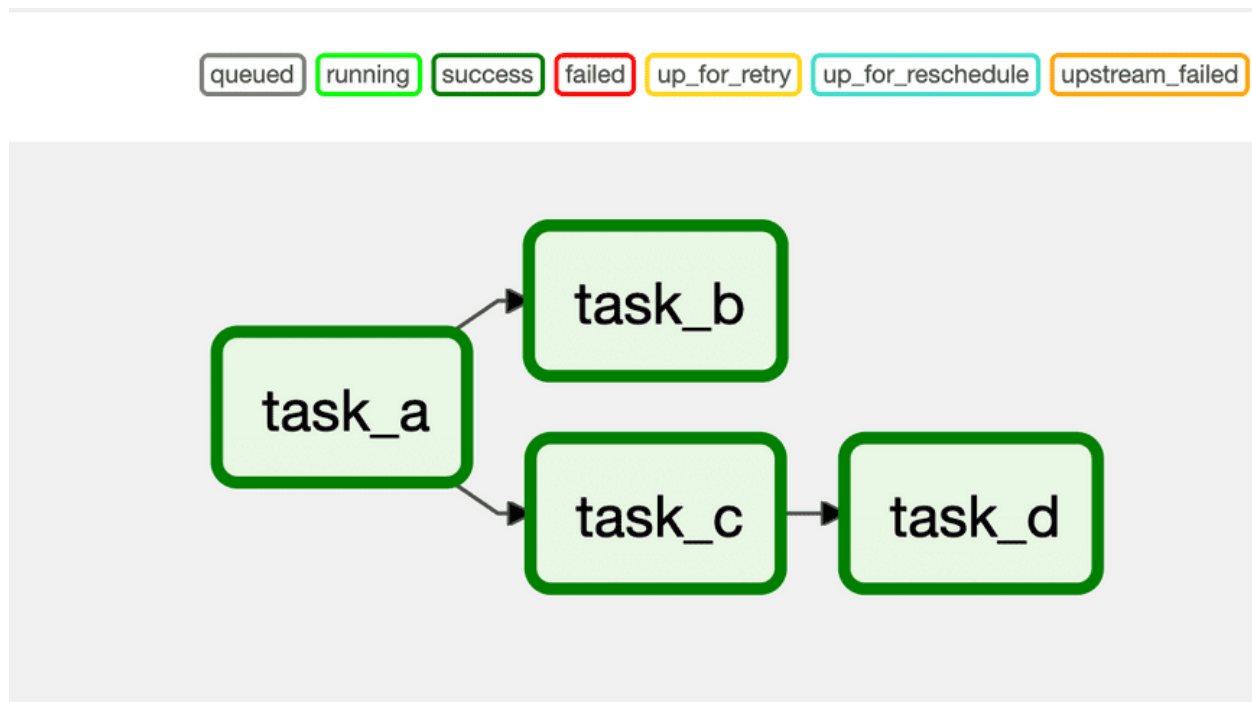 queued running success failed up_for_retry up_for_reschedule upstream_failed
task_b
task_a
task_c task_d